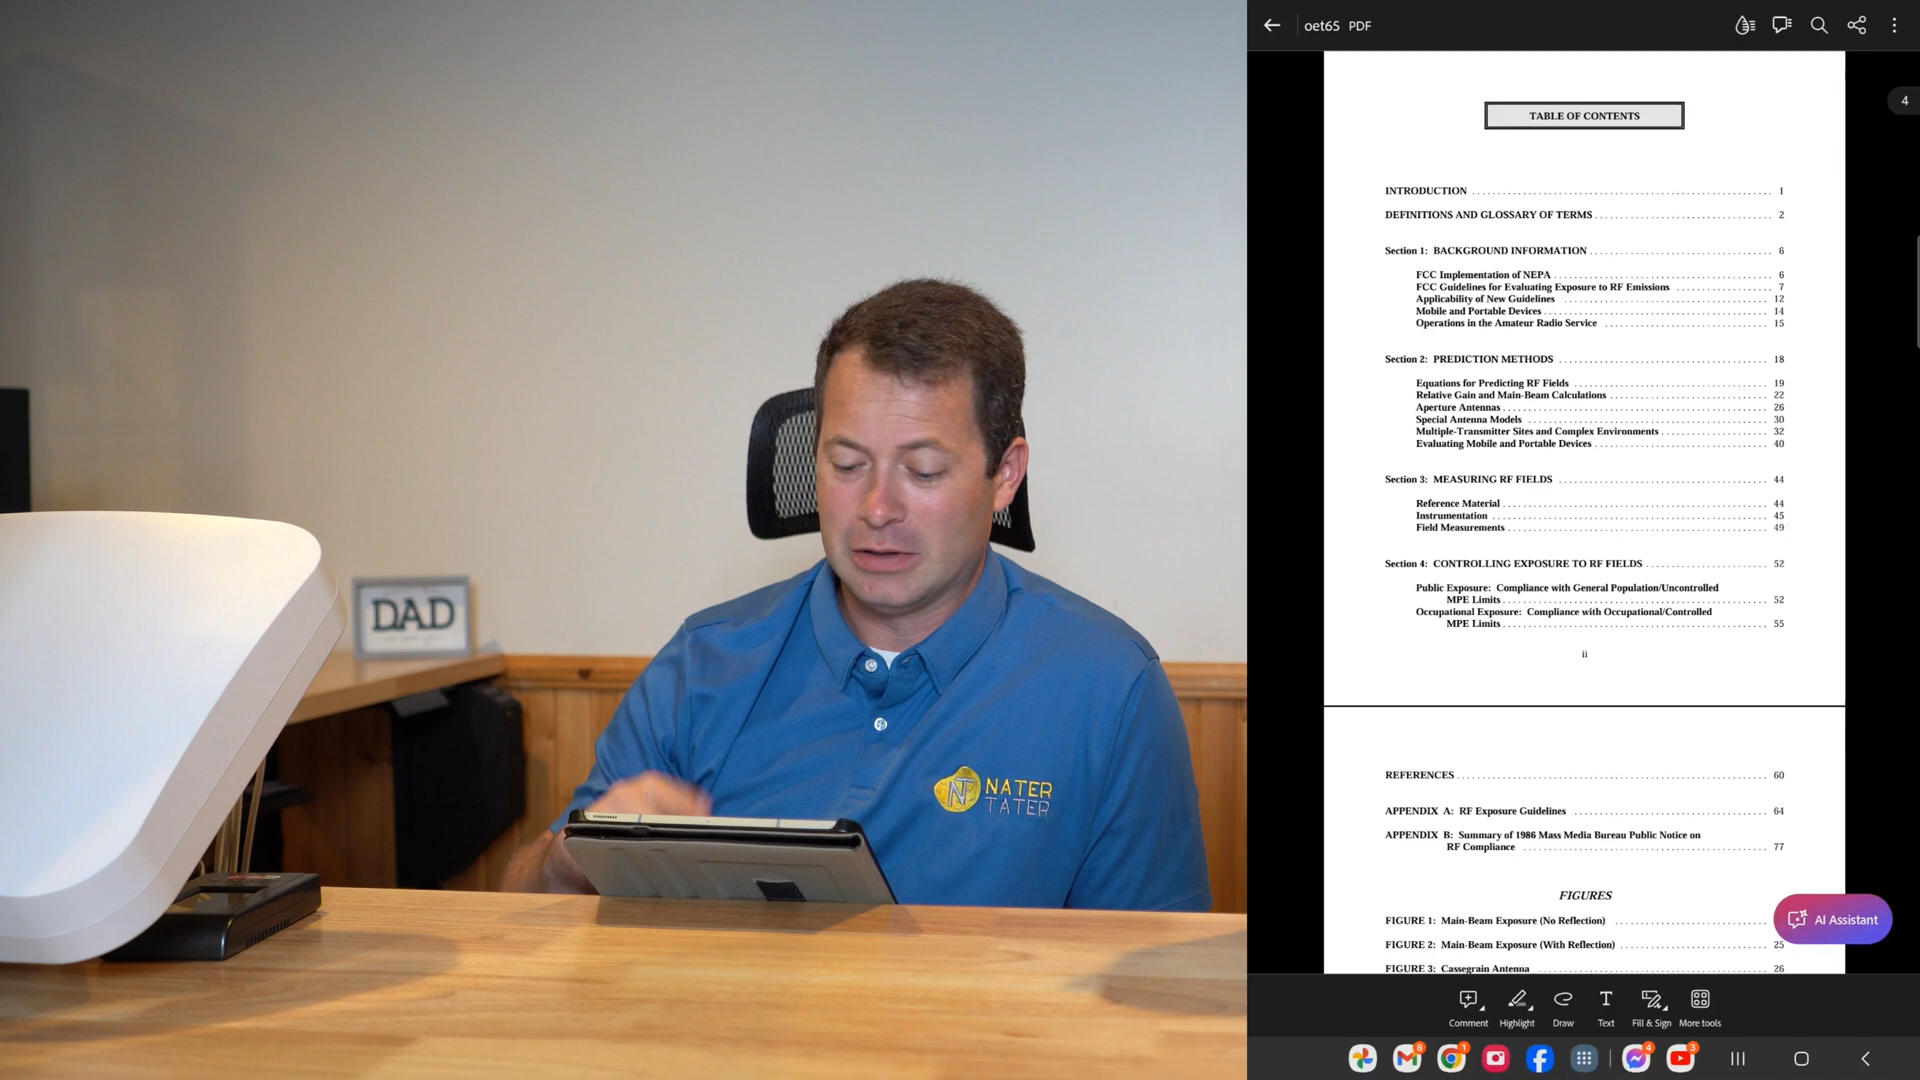 DAD
NATER
TATER
oet65 PDF
4
TABLE OF CONTENTS
INTRODUCTION 1
DEFINITIONS AND GLOSSARY OF TERMS 2
Section 1: BACKGROUND INFORMATION 6
FCC Implementation of NEPA 6
FCC Guidelines for Evaluating Exposure to RF Emissions 7
Applicability of New Guidelines 12
Mobile and Portable Devices 14
Operations in the Amateur Radio Service 15
Section 2: PREDICTION METHODS 18
Equations for Predicting RF Fields 19
Relative Gain and Main-Beam Calculations 22
Aperture Antennas 26
Special Antenna Models 30
Multiple-Transmitter Sites and Complex Environments 32
Evaluating Mobile and Portable Devices 40
Section 3: MEASURING RF FIELDS 44
Reference Material 44
Instrumentation 45
Field Measurements 49
Section 4: CONTROLLING EXPOSURE TO RF FIELDS 52
Public Exposure: Compliance with General Population/Uncontrolled
MPE Limits 52
Occupational Exposure: Compliance with Occupational/Controlled
MPE Limits 55
ii
REFERENCES 60
APPENDIX A: RF Exposure Guidelines 64
APPENDIX B: Summary of 1986 Mass Media Bureau Public Notice on
RF Compliance 77
FIGURES
FIGURE 1: Main-Beam Exposure (No Reflection)
FIGURE 2: Main-Beam Exposure (With Reflection) 25
FIGURE 3: Cassegrain Antenna 26
AI Assistant
Comment Highlight Draw Text Fill & Sign More tools
8 1 4 3